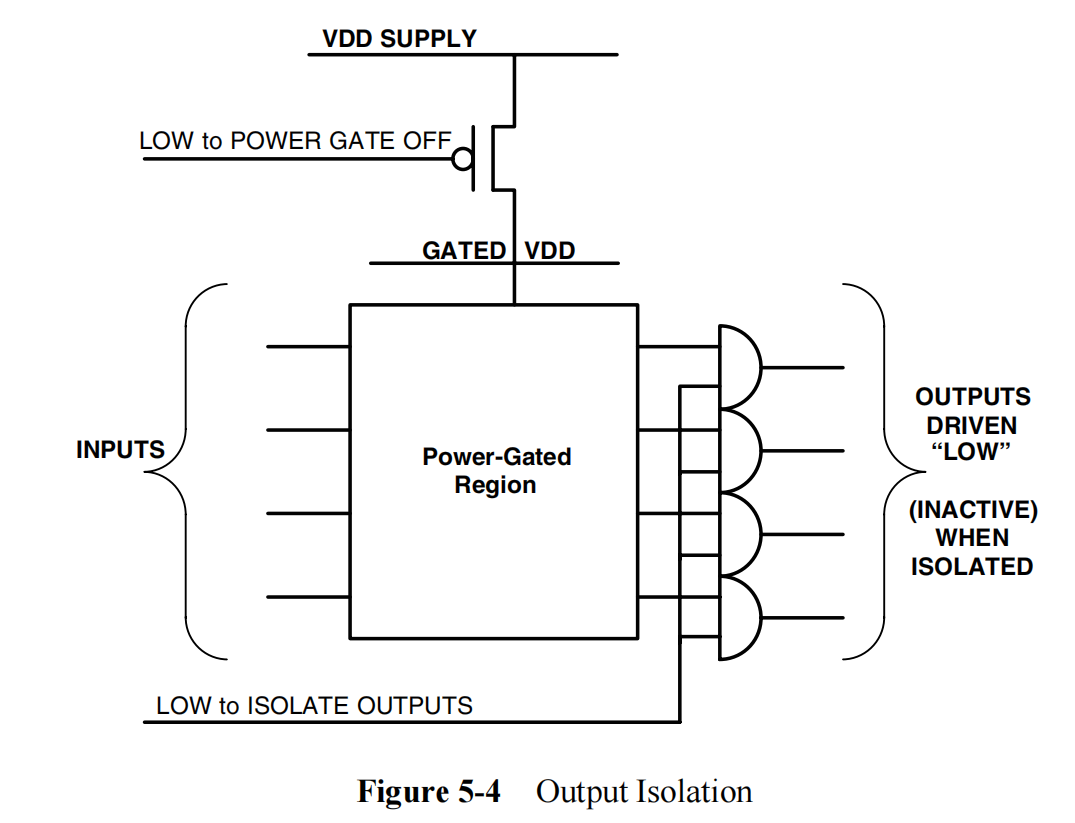 VDD SUPPLY
LOW to POWER GATE OFF
GATED VDD
INPUTS
Power-Gated
Region
OUTPUTS
DRIVEN
“LOW”
(INACTIVE)
WHEN
ISOLATED
LOW to ISOLATE OUTPUTS
Figure 5-4 Output Isolation